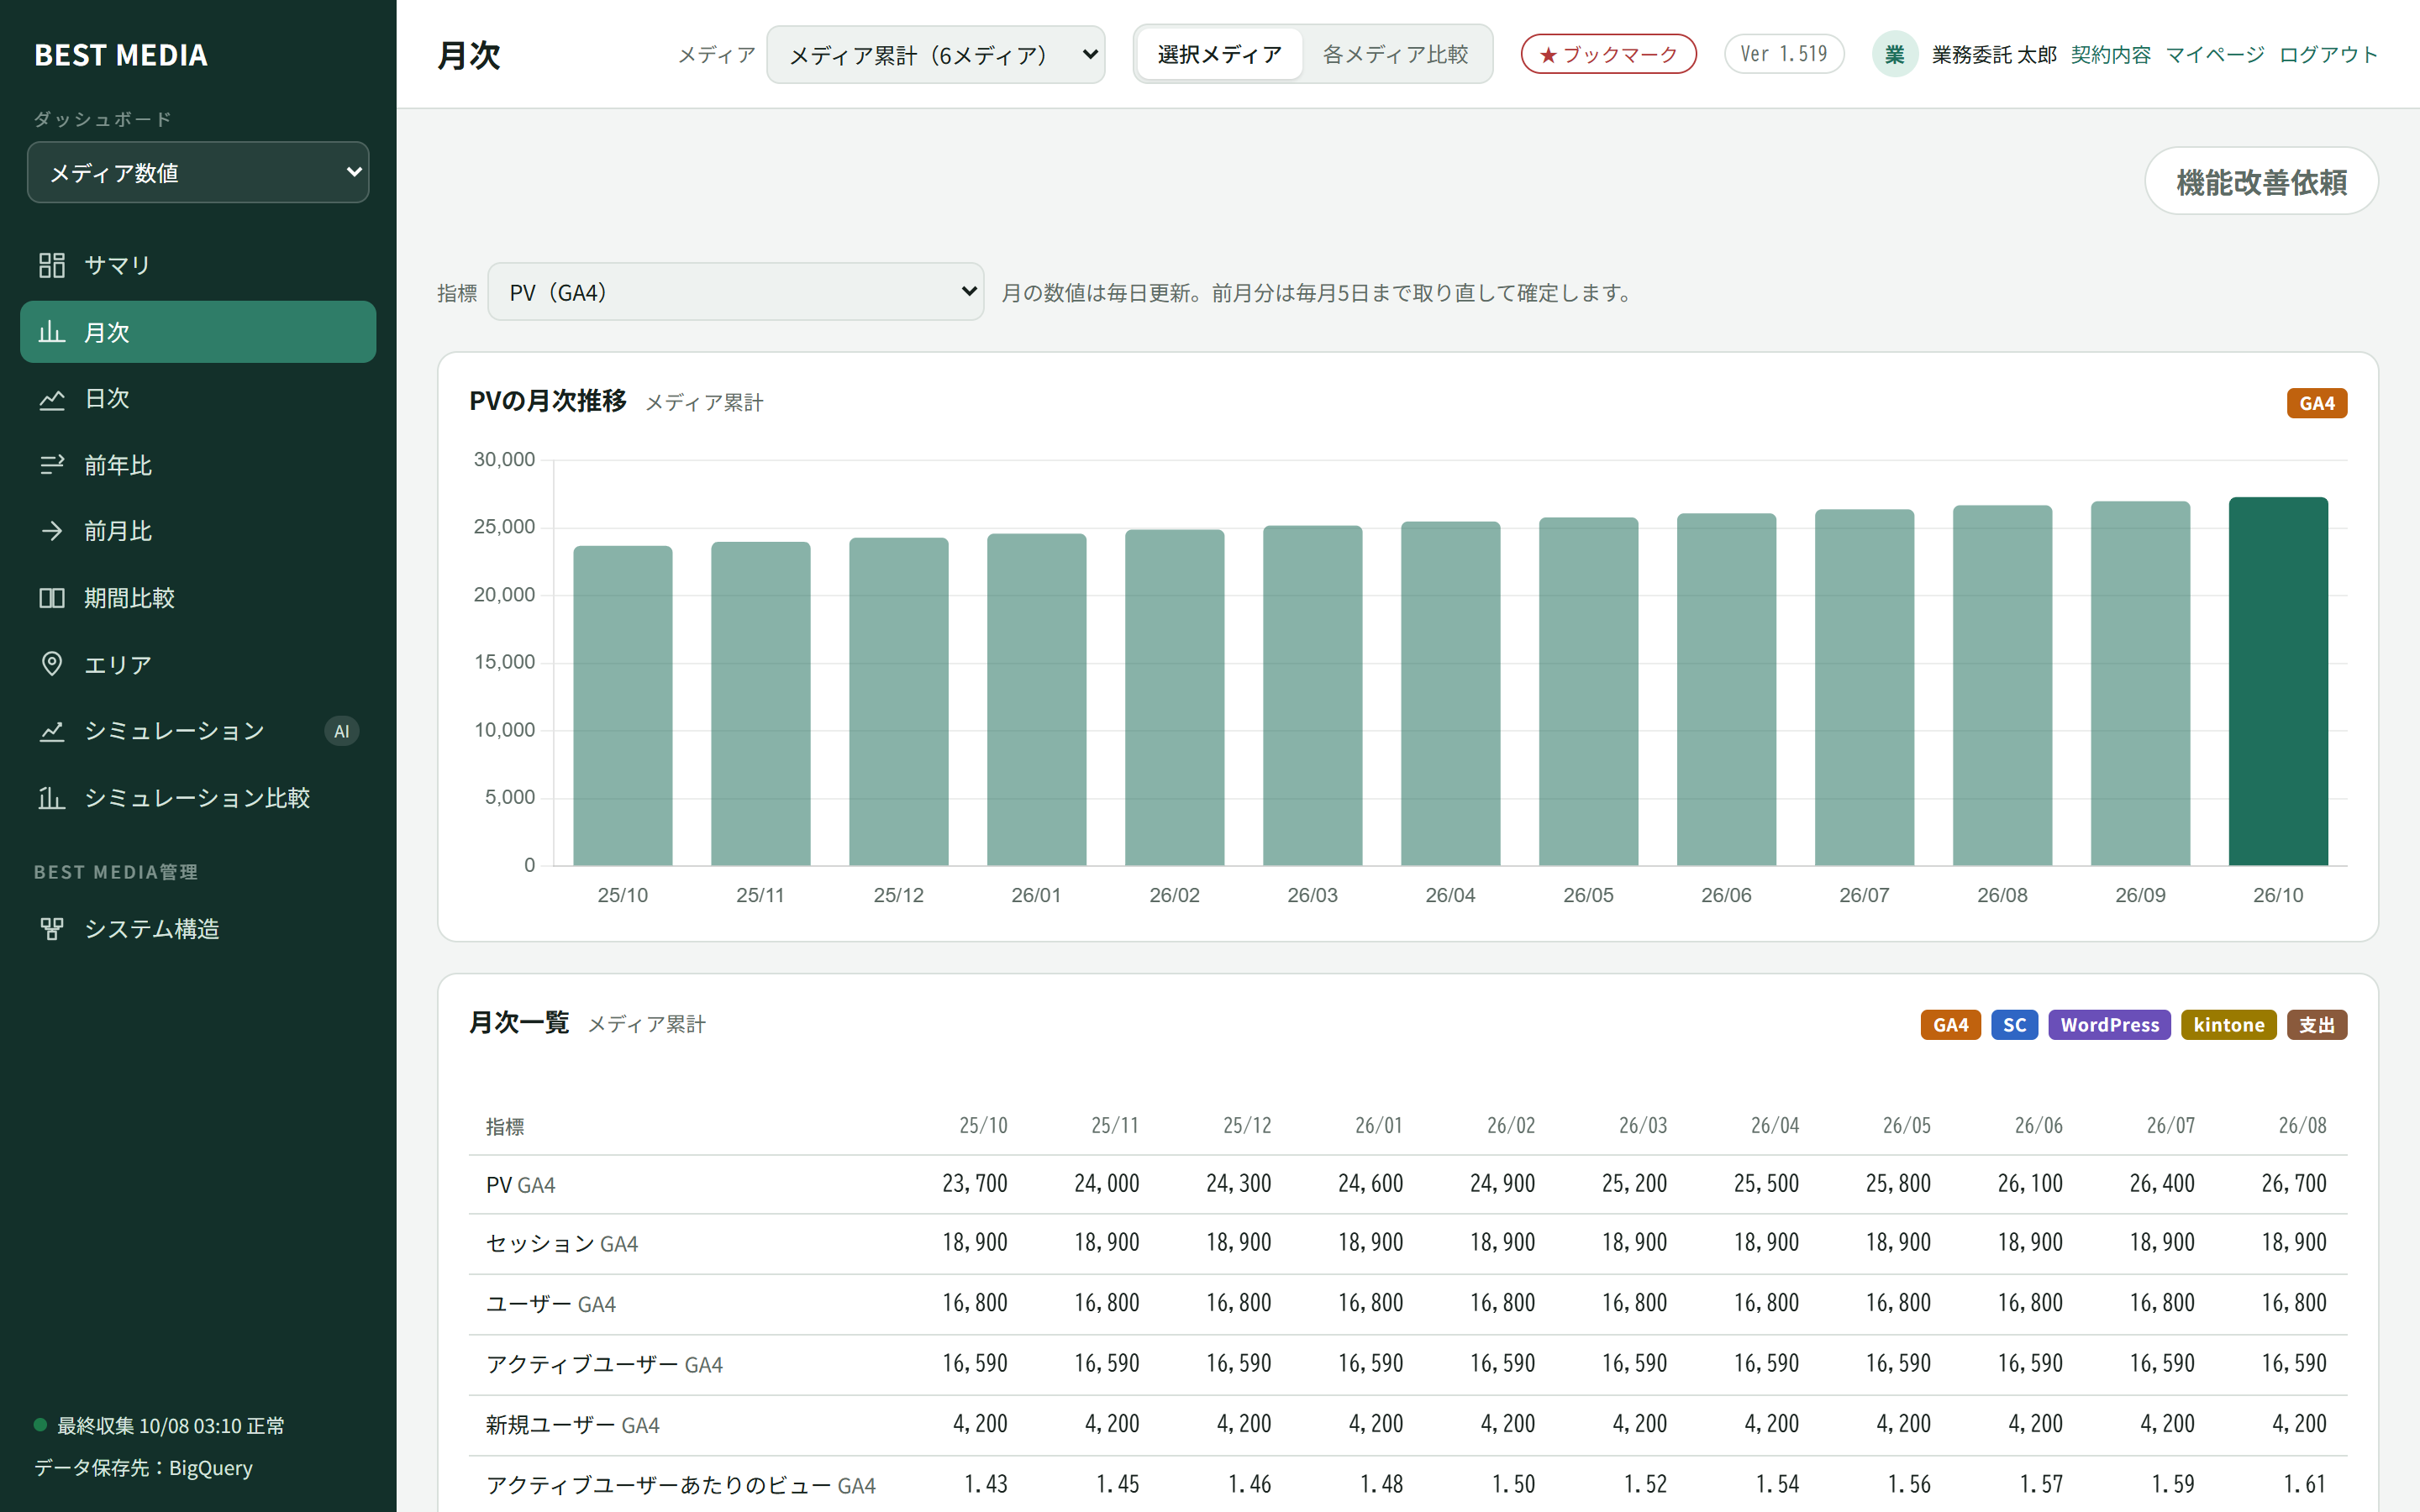 BEST MEDIA
ダッシュボード
メディア数値
サマリ
月次
日次
前年比
前月比
期間比較
エリア
シミュレーション AI
シミュレーション比較
BEST MEDIA管理
システム構造
最終収集 10/08 03:10 正常
データ保存先：BigQuery
月次 メディア メディア累計（6メディア） 選択メディア 各メディア比較 ★ブックマーク Ver 1.519 業 業務委託 太郎 契約内容 マイページ ログアウト
機能改善依頼
指標 PV（GA4） 月の数値は毎日更新。前月分は毎月5日まで取り直して確定します。
PVの月次推移 メディア累計 GA4
30,000
25,000
20,000
15,000
10,000
5,000
0
25/10 25/11 25/12 26/01 26/02 26/03 26/04 26/05 26/06 26/07 26/08 26/09 26/10
月次一覧 メディア累計 GA4 SC WordPress kintone 支出
指標 25/10 25/11 25/12 26/01 26/02 26/03 26/04 26/05 26/06 26/07 26/08
PV GA4 23,700 24,000 24,300 24,600 24,900 25,200 25,500 25,800 26,100 26,400 26,700
セッション GA4 18,900 18,900 18,900 18,900 18,900 18,900 18,900 18,900 18,900 18,900 18,900
ユーザー GA4 16,800 16,800 16,800 16,800 16,800 16,800 16,800 16,800 16,800 16,800 16,800
アクティブユーザー GA4 16,590 16,590 16,590 16,590 16,590 16,590 16,590 16,590 16,590 16,590 16,590
新規ユーザー GA4 4,200 4,200 4,200 4,200 4,200 4,200 4,200 4,200 4,200 4,200 4,200
アクティブユーザーあたりのビュー GA4 1.43 1.45 1.46 1.48 1.50 1.52 1.54 1.56 1.57 1.59 1.61